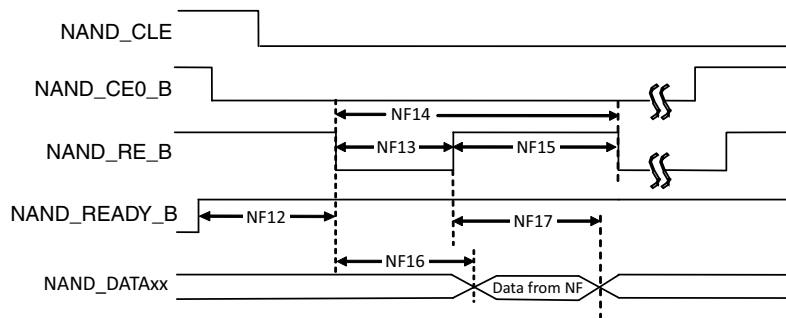 NAND_CLE
NAND_CE0_B
NF14
NAND_RE_B
NF13
NF15
NAND_READY_B
NF12
NF17
NF16
NAND_DATAxx
Data from NF